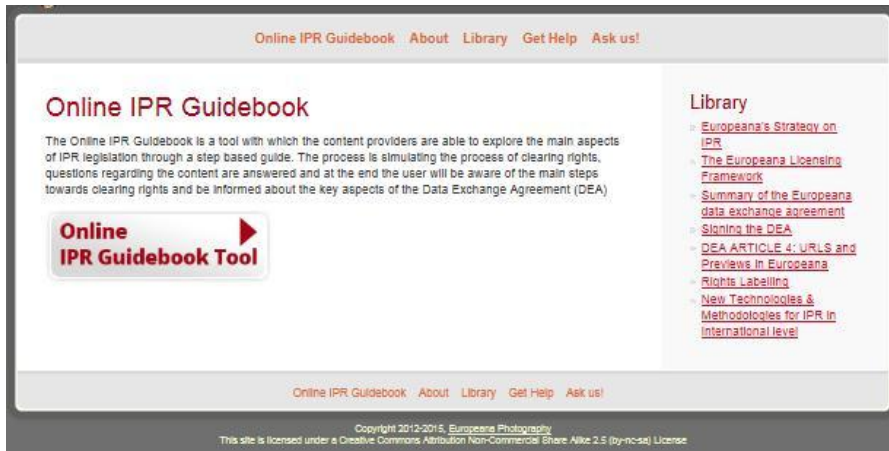 Online IPR Guidebook About Library Get Help Ask us!
Online IPR Guidebook
The Online IPR Guidebook is a tool with which the content providers are able to explore the main aspects
of IPR legislation through a step based guide. The process is simulating the process of clearing rights,
questions regarding the content are answered and at the end the user will be aware of the main steps
towards clearing rights and be informed about the key aspects of the Data Exchange Agreement (DEA)
Online
IPR Guidebook Tool
Library
Europeana's Strategy on
IPR
The Europeana Licensing
Framework
Summary of the Europeana
data exchange agreement
Signing the DEA
DEA ARTICLE 4: URLS and
Previews in Europeana
Rights Labelling
New Technologies &
Methodologies for IPR in
International level
Online IPR Guidebook About Library Get Help Ask us!
Copyright 2012-2015, Europeana Photography
This site is licensed under a Creative Commons Attribution Non-Commercial Share Alike 2.5 (by-nc-sa) License